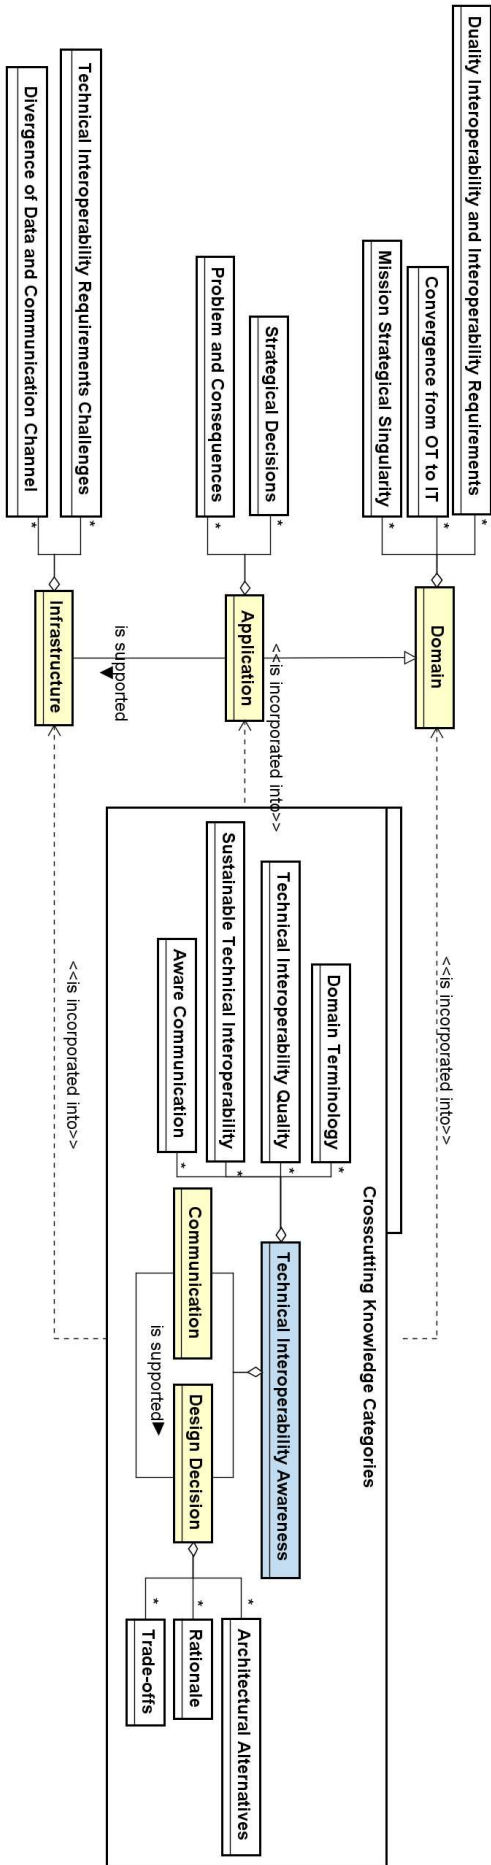 Duality Interoperability and Interoperability Requirements
Convergence from OT to IT
Mission Strategical Singularity
*
*
*
Domain
<<is incorporated into>>
Strategical Decisions
Problem and Consequences
*
*
Application
<<is incorporated into>>
is supported
Technical Interoperability Requirements Challenges
Divergence of Data and Communication Channel
*
*
Infrastructure
<<is incorporated into>>
Crosscutting Knowledge Categories
Domain Terminology
Technical Interoperability Quality
Sustainable Technical Interoperability
Aware Communication
*
*
*
*
Technical Interoperability Awareness
Communication
is supported
Design Decision
*
*
*
Architectural Alternatives
Rationale
Trade-offs